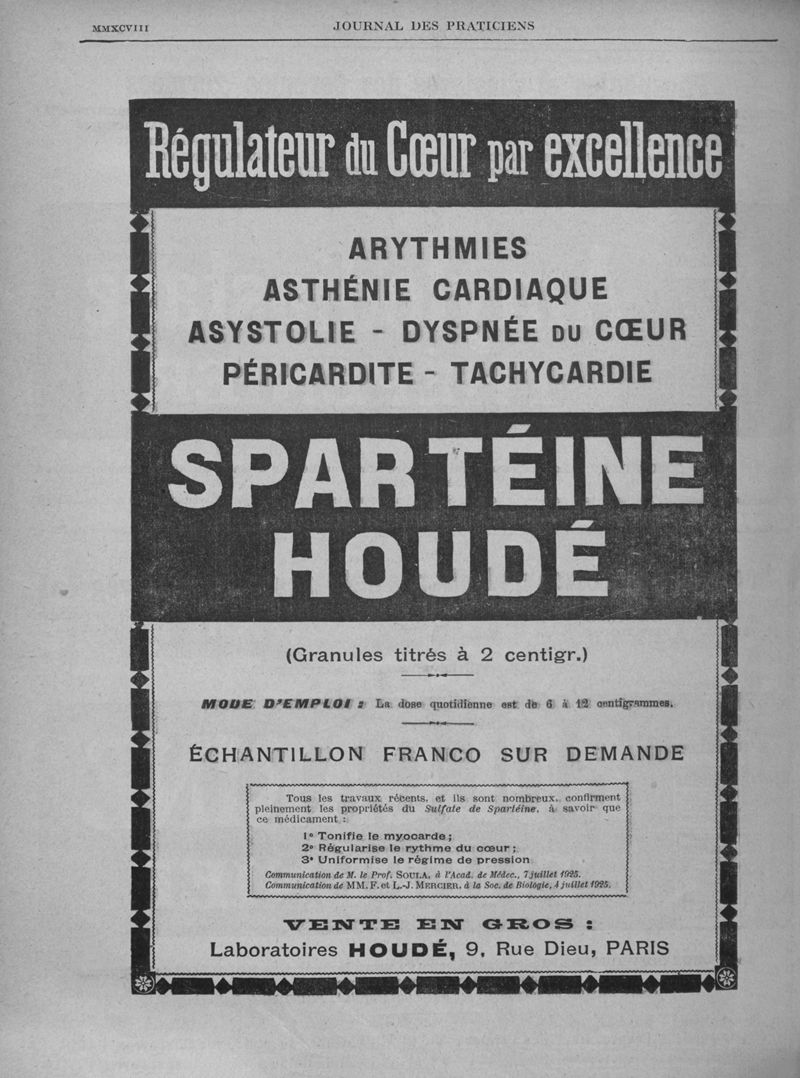 MMXCVIII
JOURNAL DES PRATICIENS
Régulateur du Cœur par excellence
ARYTHMIES
ASTHÉNIE CARDIAQUE
ASYSTOLIE - DYSPNÉE DU CŒUR
PÉRICARDITE - TACHYCARDIE
SPARTÉINE
HOUDÉ
(Granules titrés à 2 centigr.)
MODE D'EMPLOI : La dose quotidienne est de 6 à 12 centigrammes.
ÉCHANTILLON FRANCO SUR DEMANDE
Tous les travaux récents, et ils sont nombreux, confirment
pleinement les propriétés du Sulfate de Spartéine, à savoir que
ce médicament :
1° Tonifie le myocarde ;
2° Régularise le rythme du cœur ;
3° Uniformise le régime de pression
Communication de M. le Prof. SOULA, à l'Acad. de Médec., 7 juillet 1925.
Communication de MM. F. et L.-J. MERCIER, à la Soc. de Biologie, 4 juillet 1925.
VENTE EN GROS :
Laboratoires HOUDÉ, 9, Rue Dieu, PARIS